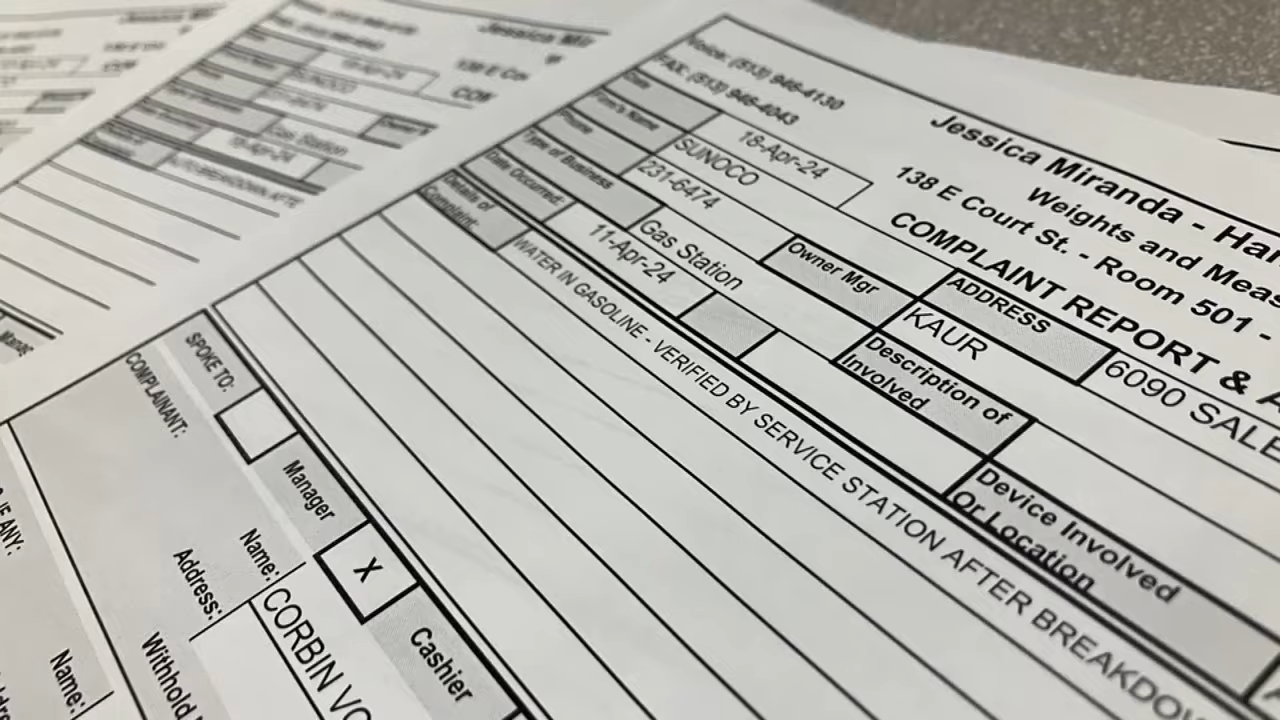 Voice: (513) 946-4130
FAX: (513) 946-4043
Jessica Miranda - Ha
Weights and Meas
138 E Court St. - Room 501 -
COMPLAINT REPORT & A
Date 18-Apr-24
Firm's Name SUNOCO
Phone 231-6474
Owner Mgr KAUR
ADDRESS 6090 SALE
Type of Business Gas Station
Description of Involved
Date Occurred: 11-Apr-24
Device Involved Or Location
Details of Complaint: WATER IN GASOLINE - VERIFIED BY SERVICE STATION AFTER BREAKDOW
SPOKE TO: Manager X Cashier
COMPLAINANT: Name: CORBIN VO
Address:
Withhold
IF ANY: Name: